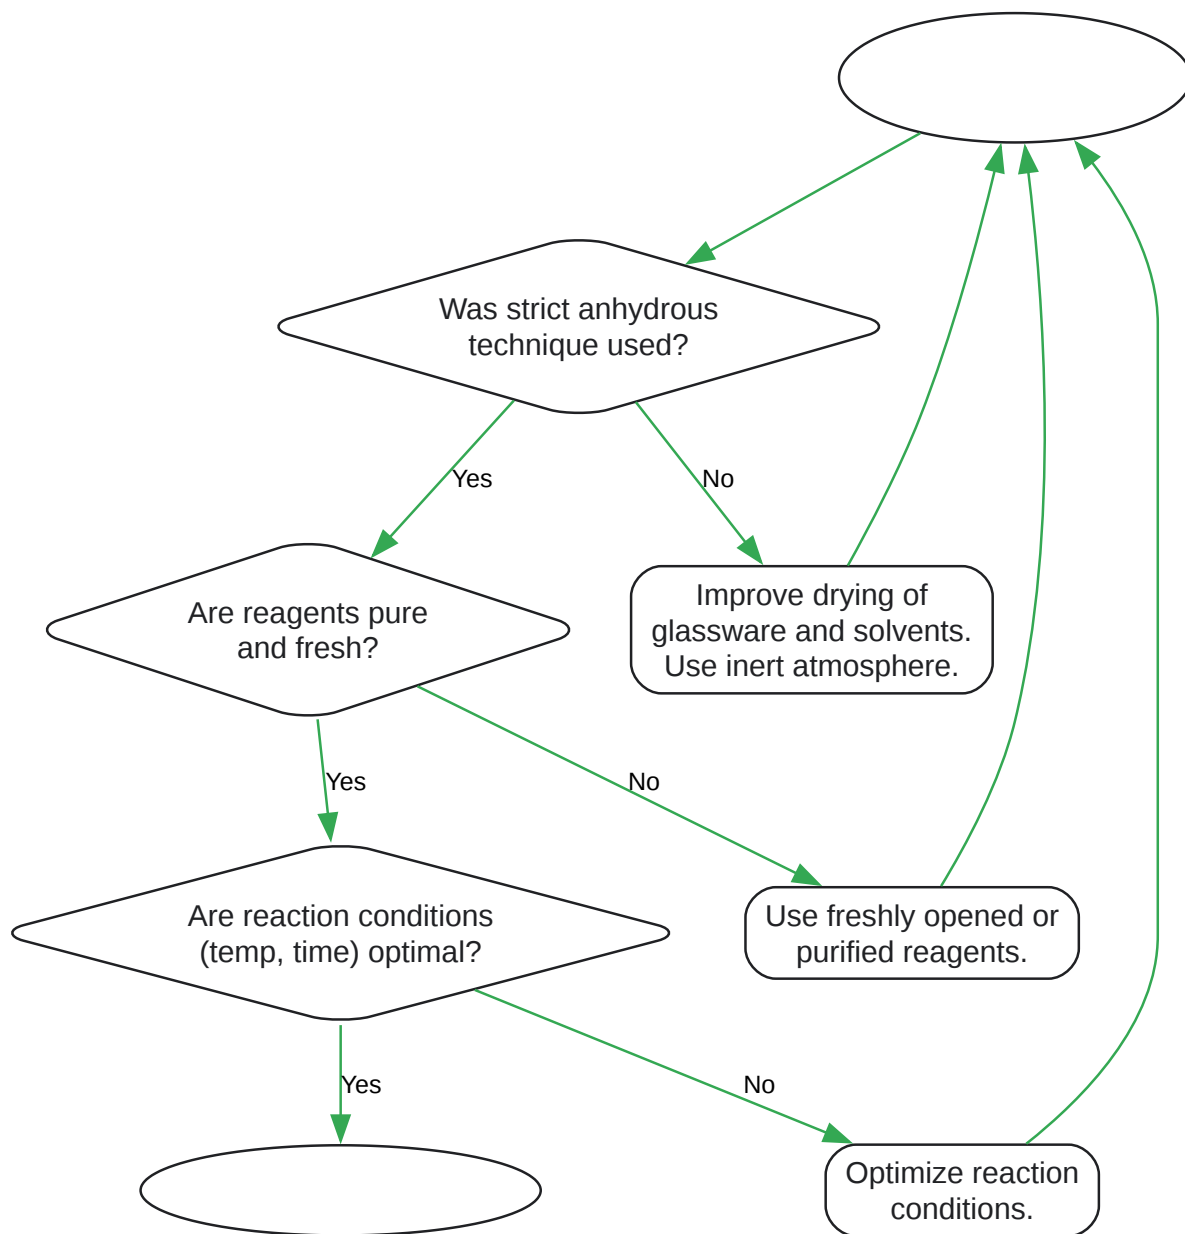 Was strict anhydrous
technique used?
Yes
No
Are reagents pure
and fresh?
Improve drying of
glassware and solvents.
Use inert atmosphere.
Yes
No
Are reaction conditions
(temp, time) optimal?
Use freshly opened or
purified reagents.
Yes
No
Optimize reaction
conditions.